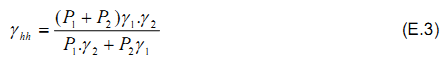 γhh = (P1 + P2)γ1.γ2 / P1.γ2 + P2γ1 (E.3)